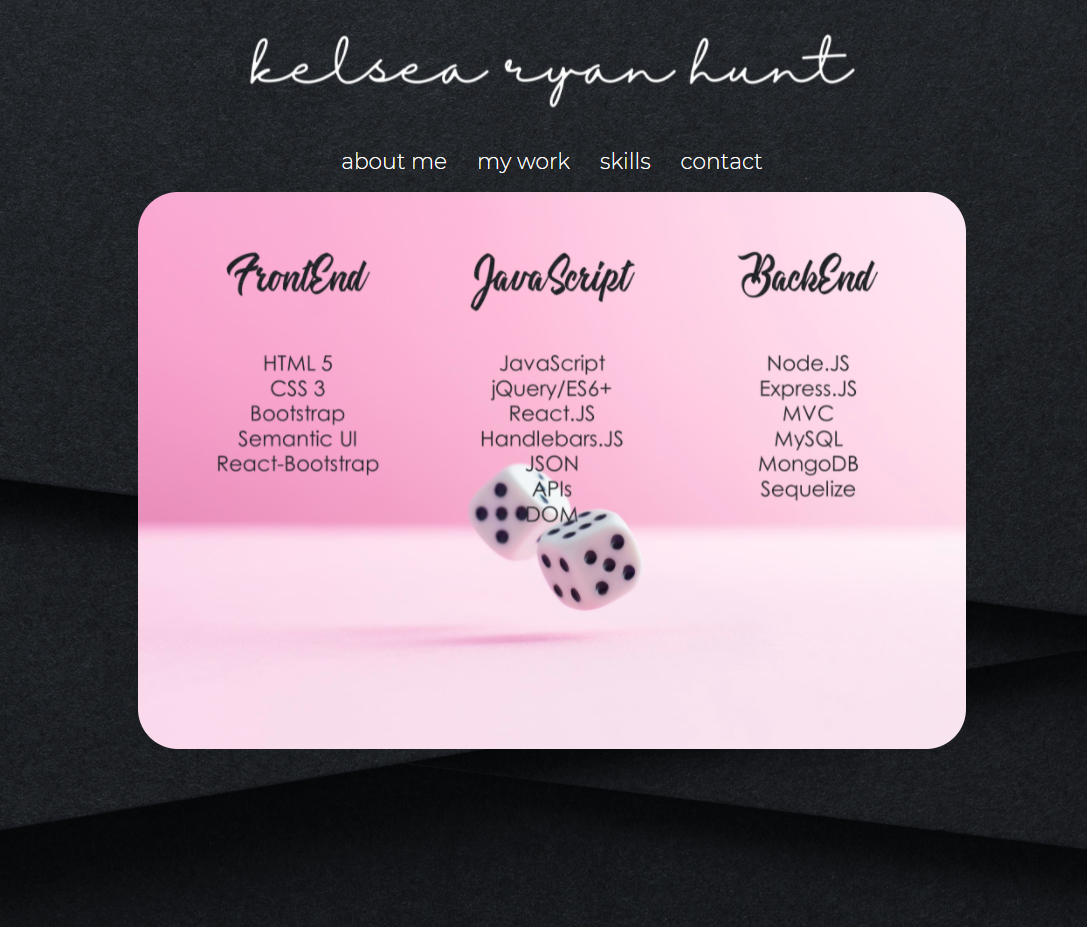 kelsea ryan hunt
about me my work skills contact
FrontEnd
HTML 5
CSS 3
Bootstrap
Semantic UI
React-Bootstrap
JavaScript
JavaScript
jQuery/ES6+
React.JS
Handlebars.JS
JSON
APIs
DOM
BackEnd
Node.JS
Express.JS
MVC
MySQL
MongoDB
Sequelize